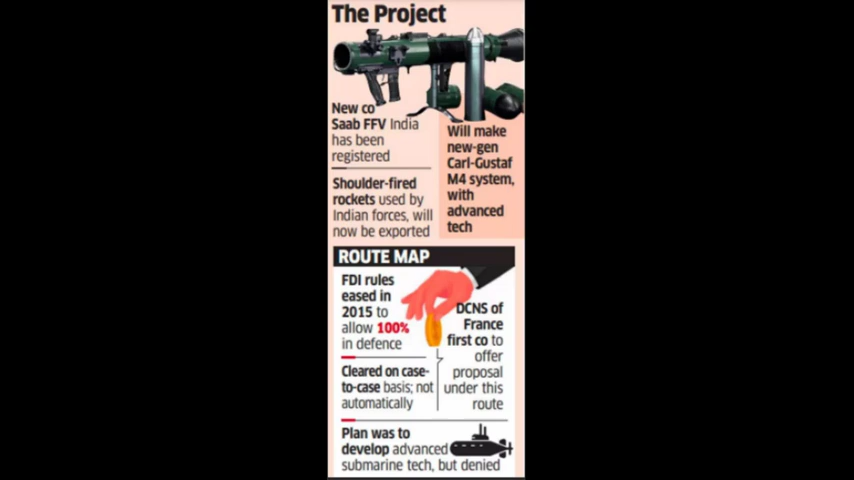 The Project
New co
Saab FFV India
has been
registered
Shoulder-fired
rockets used by
Indian forces, will
now be exported
Will make
new-gen
Carl-Gustaf
M4 system,
with
advanced
tech
ROUTE MAP
FDI rules
eased in
2015 to
allow 100%
in defence
Cleared on case-
to-case basis; not
automatically
DCNS of
France
first co to
offer
proposal
under this
route
Plan was to
develop advanced
submarine tech, but denied